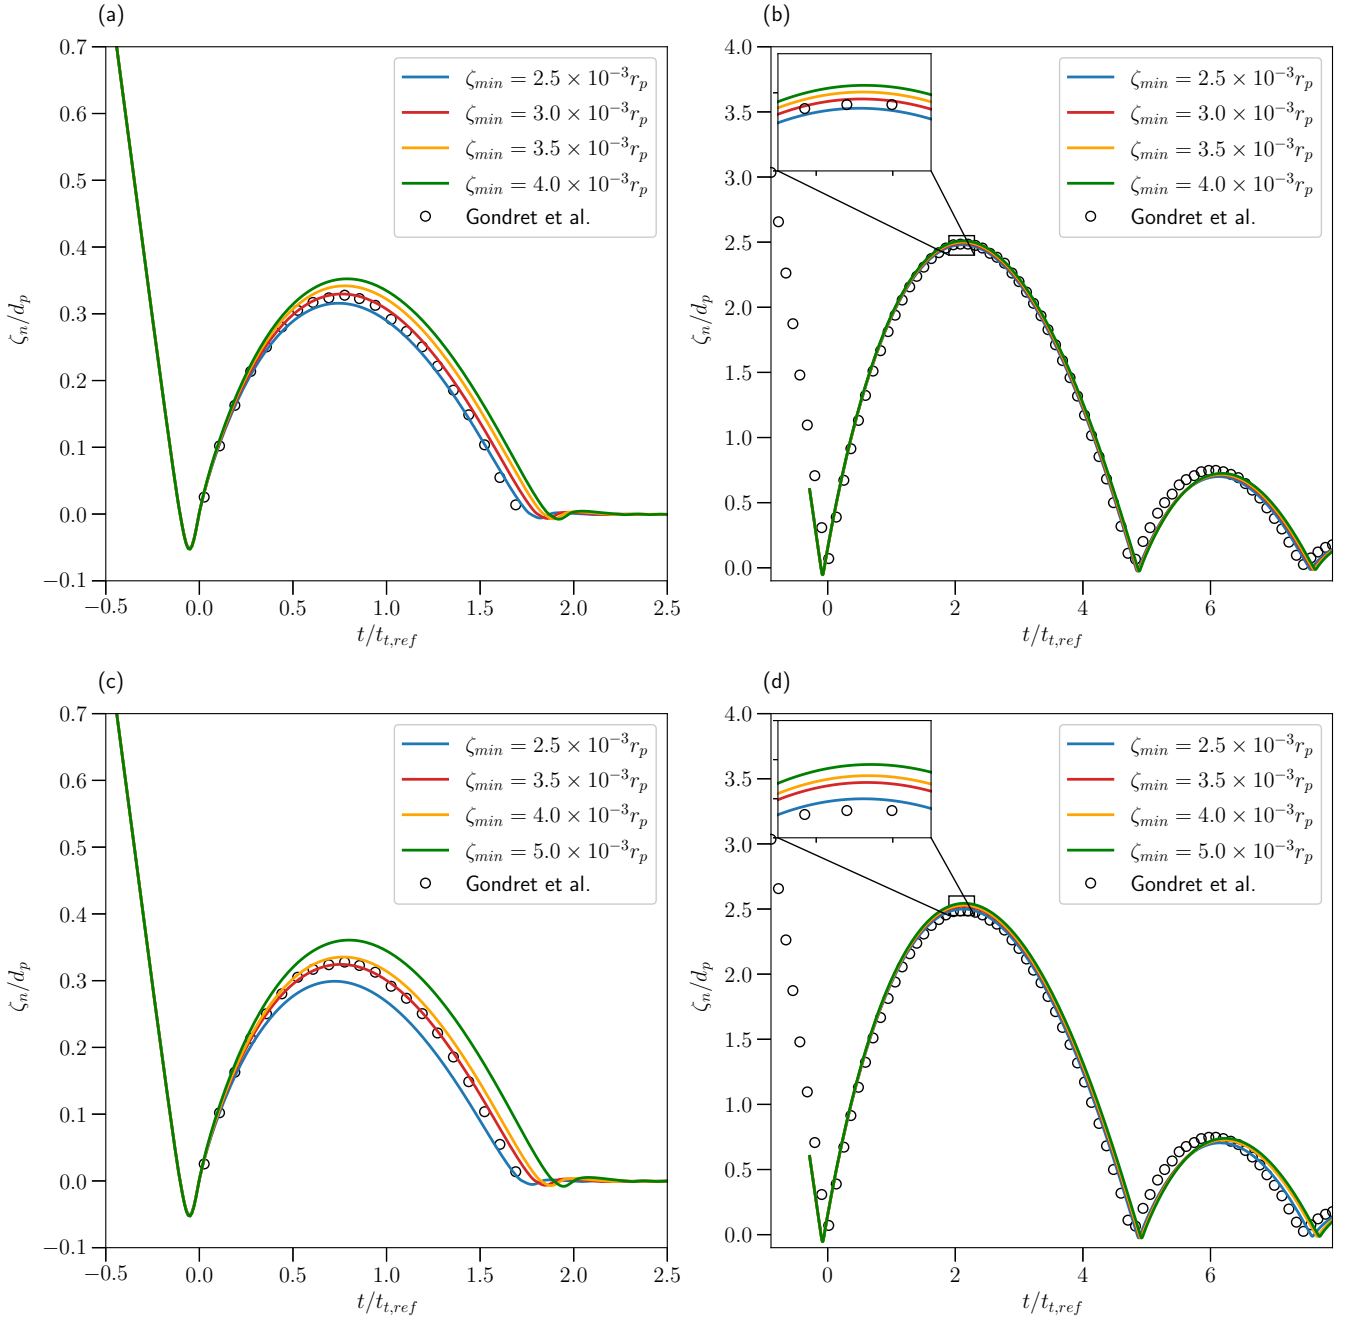 (a)
0.7
0.6
0.5
0.4
0.3
0.2
0.1
0.0
−0.1
ζn/dp
−0.5
0.0
0.5
1.0
1.5
2.0
2.5
t/tt,ref
ζmin = 2.5 × 10−3rp
ζmin = 3.0 × 10−3rp
ζmin = 3.5 × 10−3rp
ζmin = 4.0 × 10−3rp
Gondret et al.
(b)
4.0
3.5
3.0
2.5
2.0
1.5
1.0
0.5
0.0
ζn/dp
0
2
4
6
t/tt,ref
ζmin = 2.5 × 10−3rp
ζmin = 3.0 × 10−3rp
ζmin = 3.5 × 10−3rp
ζmin = 4.0 × 10−3rp
Gondret et al.
(c)
0.7
0.6
0.5
0.4
0.3
0.2
0.1
0.0
−0.1
ζn/dp
−0.5
0.0
0.5
1.0
1.5
2.0
2.5
t/tt,ref
ζmin = 2.5 × 10−3rp
ζmin = 3.5 × 10−3rp
ζmin = 4.0 × 10−3rp
ζmin = 5.0 × 10−3rp
Gondret et al.
(d)
4.0
3.5
3.0
2.5
2.0
1.5
1.0
0.5
0.0
ζn/dp
0
2
4
6
t/tt,ref
ζmin = 2.5 × 10−3rp
ζmin = 3.5 × 10−3rp
ζmin = 4.0 × 10−3rp
ζmin = 5.0 × 10−3rp
Gondret et al.